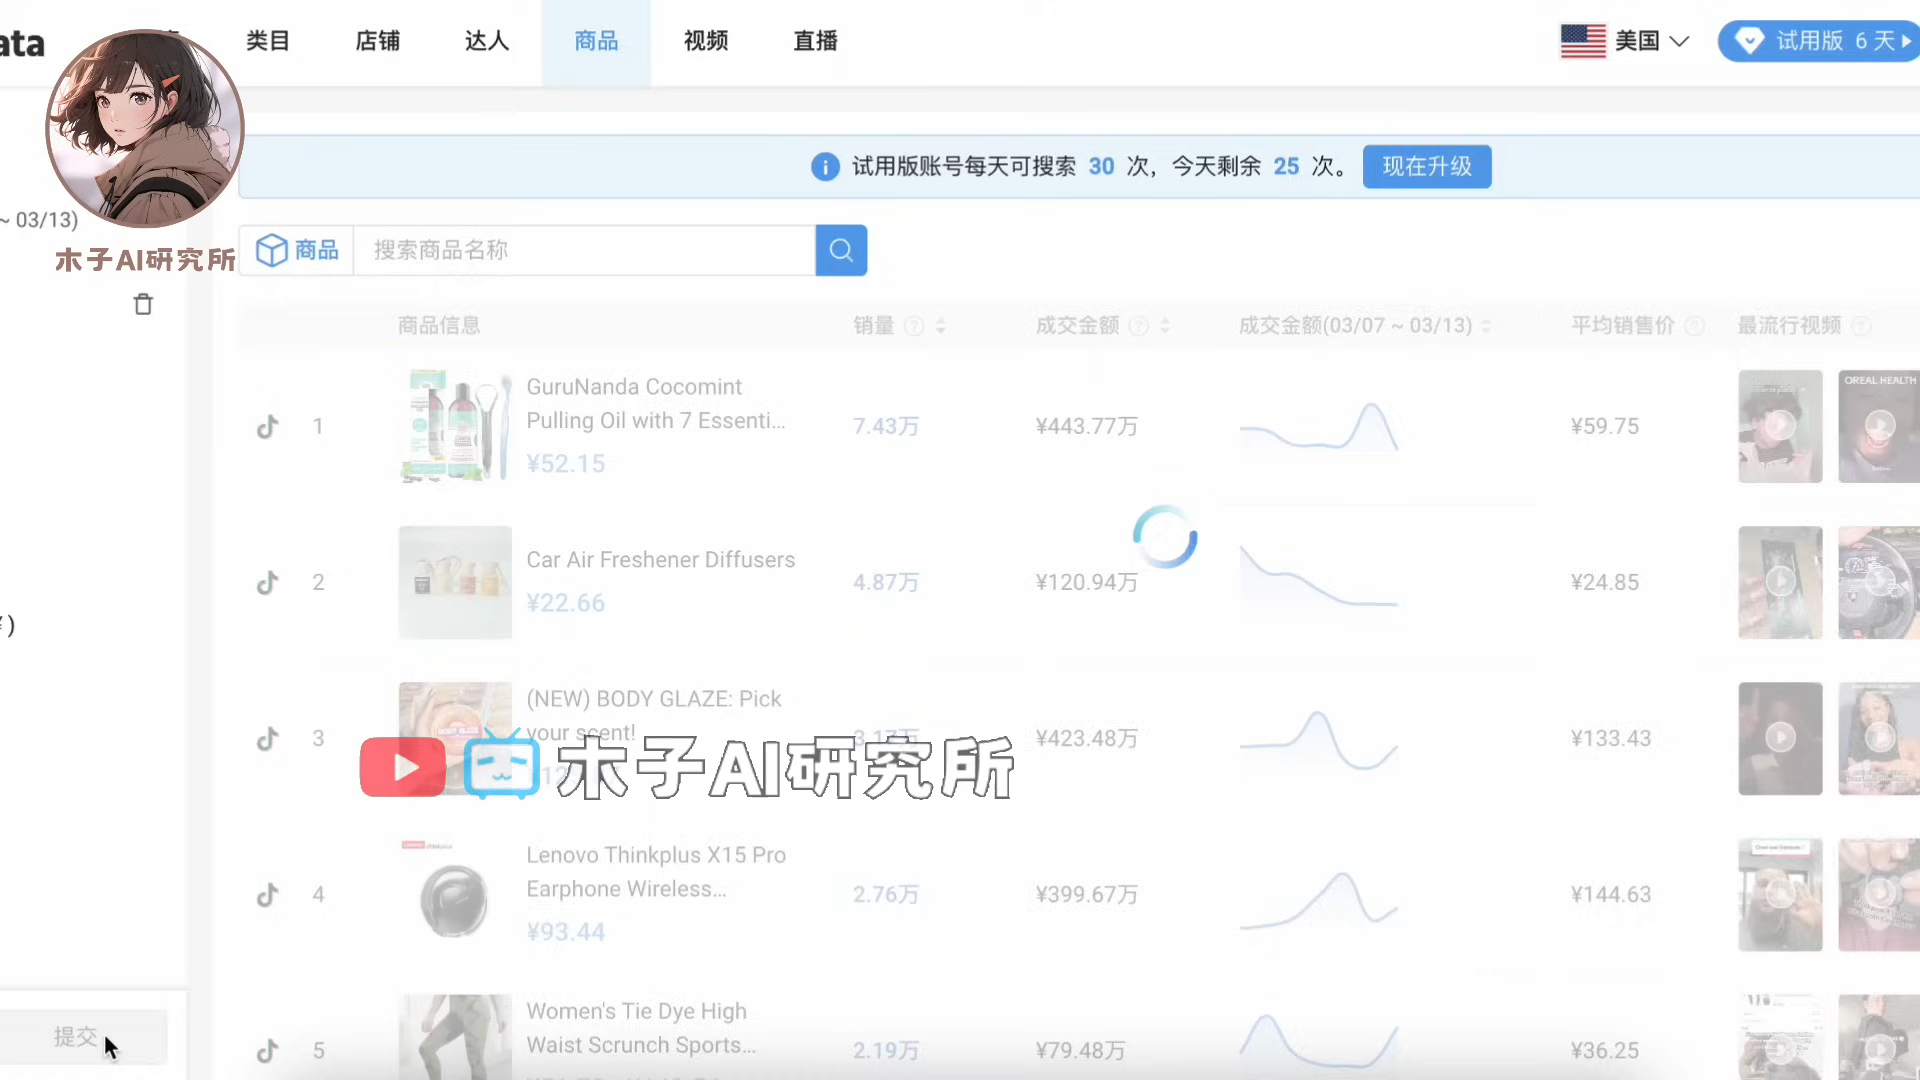 ata
类目
店铺
达人
商品
视频
直播
美国
试用版 6 天
试用版账号每天可搜索 30 次，今天剩余 25 次。
现在升级
~ 03/13)
木子AI研究所
商品
搜索商品名称
商品信息
销量
成交金额
成交金额(03/07 ~ 03/13)
平均销售价
最流行视频
1
GuruNanda Cocomint
Pulling Oil with 7 Essenti...
¥52.15
7.43万
¥443.77万
¥59.75
OREAL HEALTH
2
Car Air Freshener Diffusers
¥22.66
4.87万
¥120.94万
¥24.85
3
(NEW) BODY GLAZE: Pick
your scent!
3.17万
¥423.48万
¥133.43
木子AI研究所
4
Lenovo Thinkplus X15 Pro
Earphone Wireless...
¥93.44
2.76万
¥399.67万
¥144.63
5
Women's Tie Dye High
Waist Scrunch Sports...
2.19万
¥79.48万
¥36.25
提交